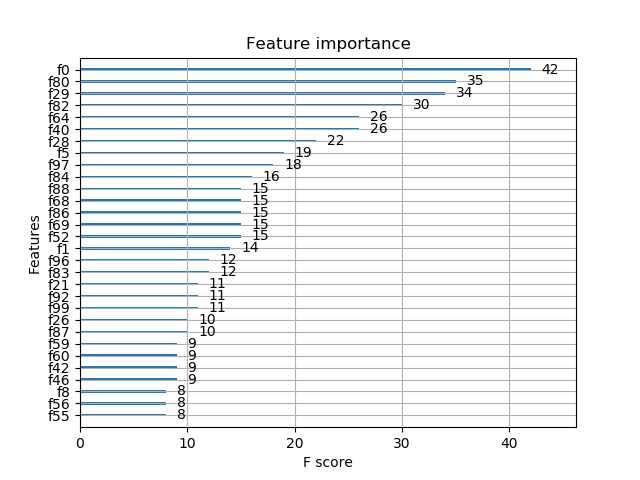 Feature importance
f0 42
f80 35
f29 34
f82 30
f64 26
f40 26
f28 22
f5 19
f97 18
f84 16
f88 15
f68 15
f86 15
f69 15
f52 15
f1 14
f96 12
f83 12
f21 11
f92 11
f99 11
f26 10
f87 10
f59 9
f60 9
f42 9
f46 9
f8 8
f56 8
f55 8
Features
0 10 20 30 40
F score